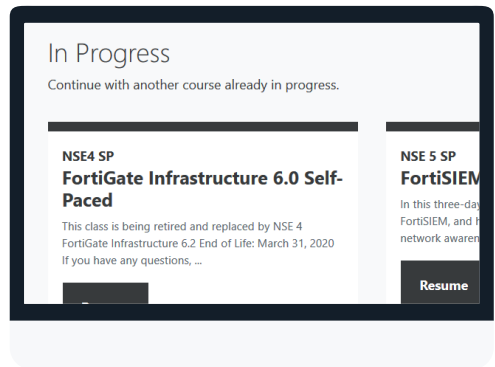 In Progress
Continue with another course already in progress.
NSE4 SP
FortiGate Infrastructure 6.0 Self-
Paced
This class is being retired and replaced by NSE 4
FortiGate Infrastructure 6.2 End of Life: March 31, 2020
If you have any questions, ...
NSE 5 SP
FortiSIEM
In this three-day
FortiSIEM, and
network
Resume